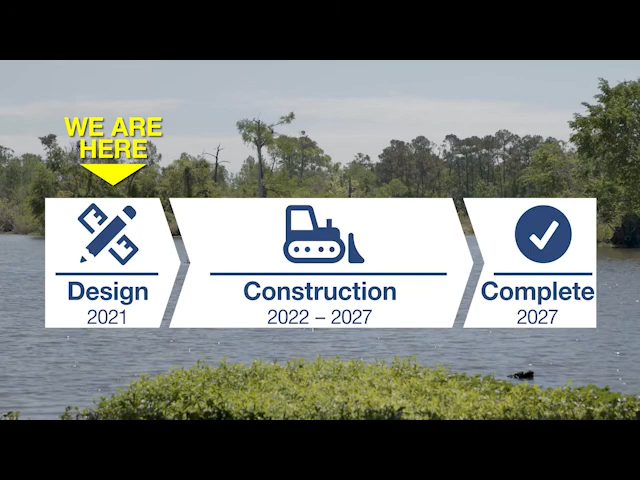 WE ARE
HERE
Design
2021
Construction
2022 – 2027
Complete
2027